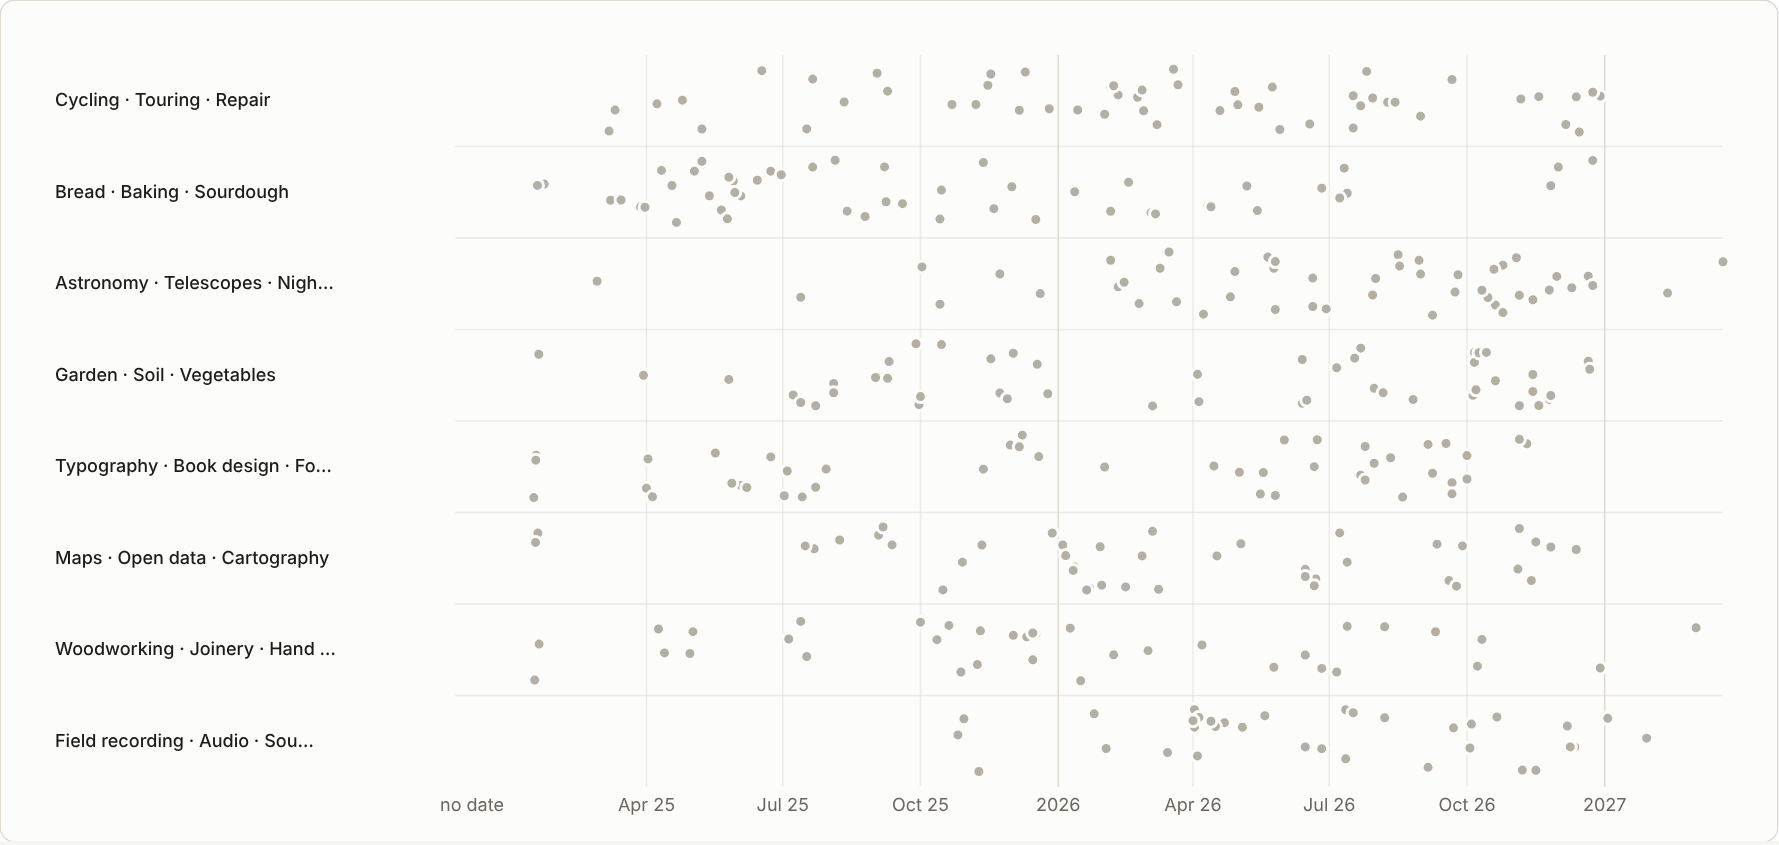 Cycling · Touring · Repair
Bread · Baking · Sourdough
Astronomy · Telescopes · Nigh...
Garden · Soil · Vegetables
Typography · Book design · Fo...
Maps · Open data · Cartography
Woodworking · Joinery · Hand ...
Field recording · Audio · Sou...
no date Apr 25 Jul 25 Oct 25 2026 Apr 26 Jul 26 Oct 26 2027